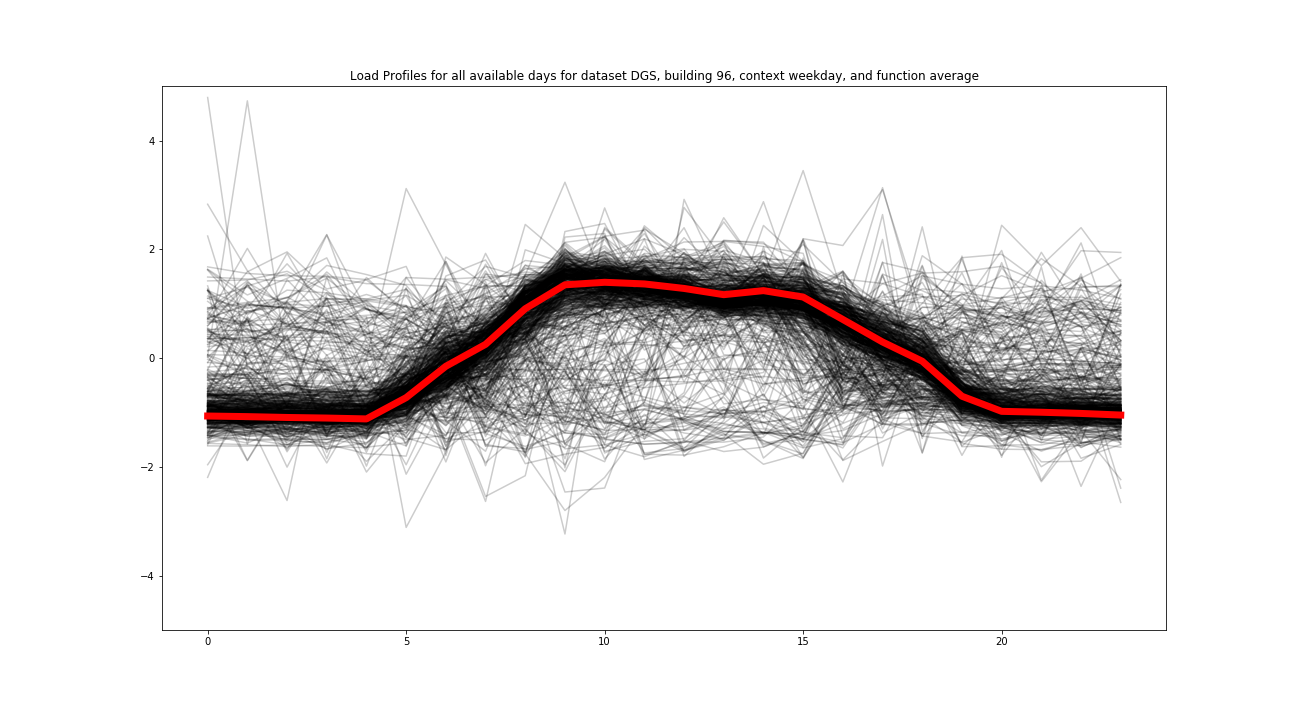 Load Profiles for all available days for dataset DGS, building 96, context weekday, and function average
4
2
0
−2
−4
0 5 10 15 20